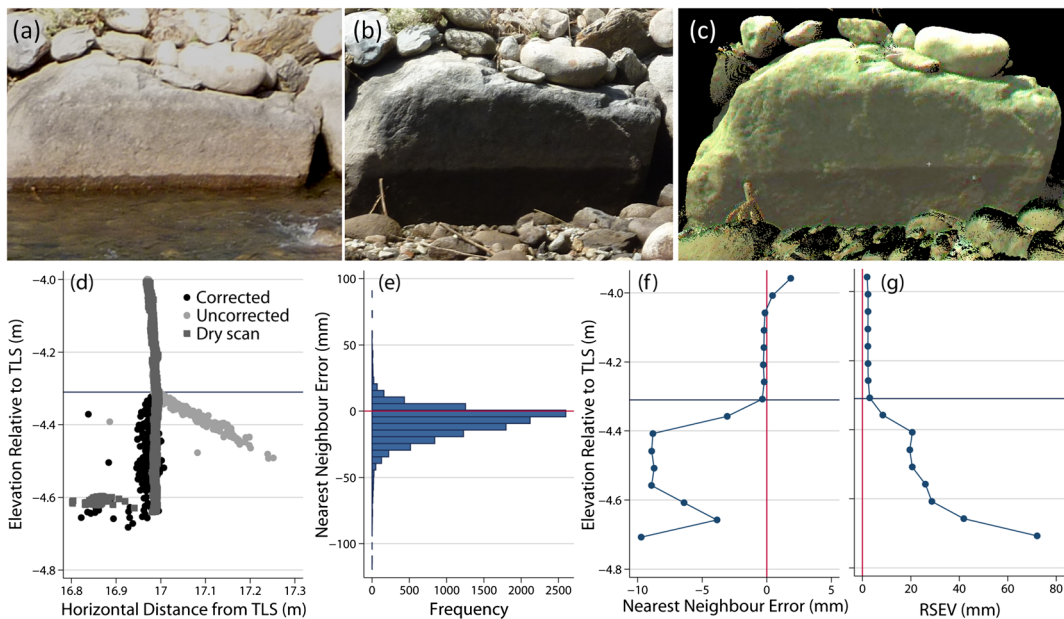 (a)
(b)
(c)
(d)
Corrected
Uncorrected
Dry scan
−4.0
−4.2
−4.4
−4.6
−4.8
Elevation Relative to TLS (m)
16.8 16.9 17 17.1 17.2 17.3
Horizontal Distance from TLS (m)
(e)
100
50
0
−50
−100
Nearest Neighbour Error (mm)
0 500 1000 1500 2000 2500
Frequency
(f)
−4.0
−4.2
−4.4
−4.6
−4.8
Elevation Relative to TLS (m)
−10 −5 0 5
Nearest Neighbour Error (mm)
(g)
0 20 40 60 80
RSEV (mm)